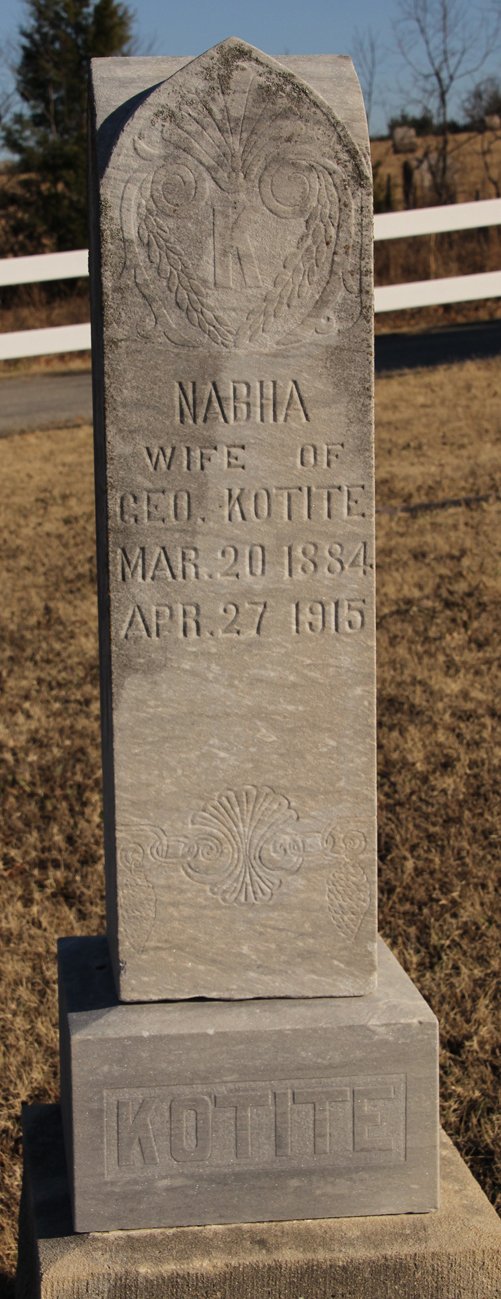 K
NABHA
WIFE OF
GEO. KOTITE.
MAR. 20 1884.
APR. 27 1915
KOTITE